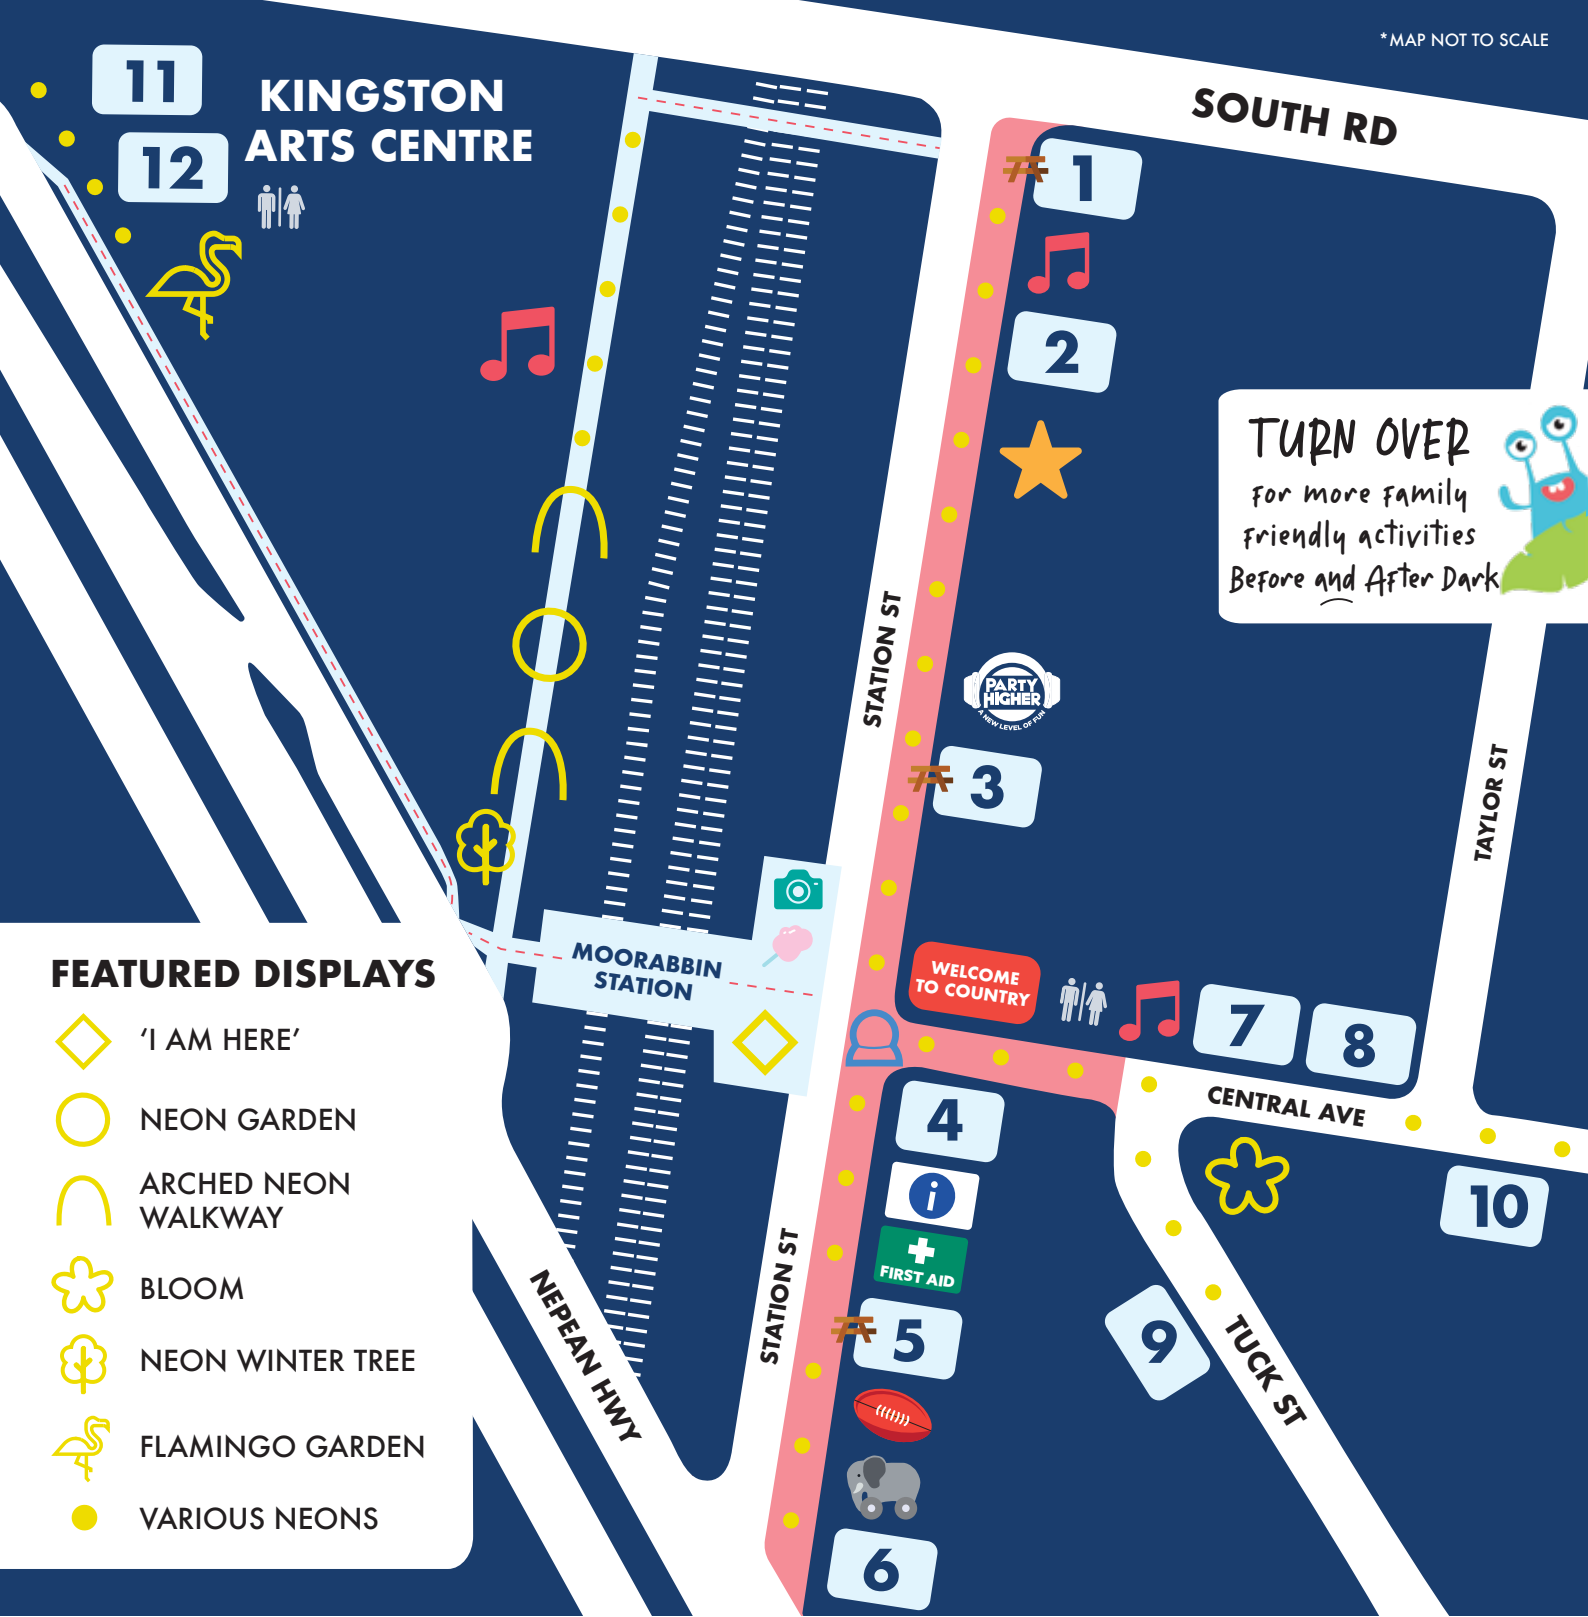 *MAP NOT TO SCALE
11
12
KINGSTON
ARTS CENTRE
SOUTH RD
1
2
TURN OVER
For more Family
Friendly activities
Before and After Dark
STATION ST
PARTY
HIGHER
A NEW LEVEL OF FUN
3
TAYLOR ST
MOORABBIN
STATION
WELCOME
TO COUNTRY
7
8
CENTRAL AVE
4
i
FIRST AID
5
6
9
10
TUCK ST
STATION ST
NEPEAN HWY
FEATURED DISPLAYS
‘I AM HERE’
NEON GARDEN
ARCHED NEON
WALKWAY
BLOOM
NEON WINTER TREE
FLAMINGO GARDEN
VARIOUS NEONS